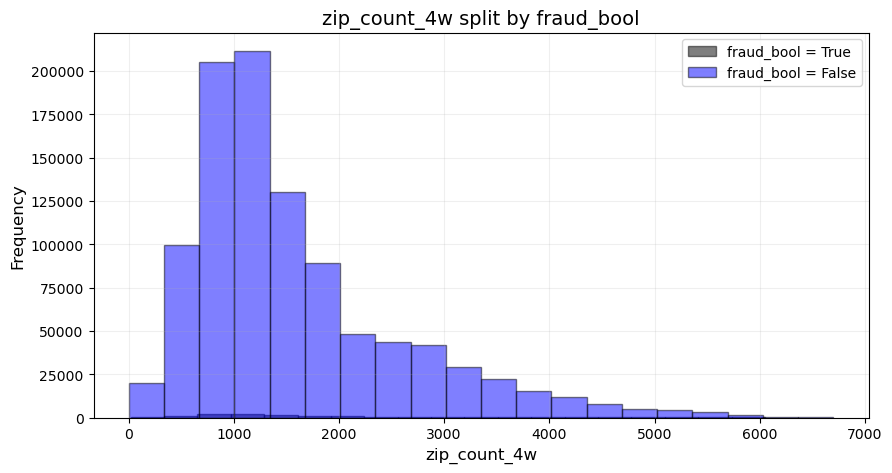 zip_count_4w split by fraud_bool
fraud_bool = True
fraud_bool = False
200000
175000
150000
125000
100000
75000
50000
25000
0
Frequency
0 1000 2000 3000 4000 5000 6000 7000
zip_count_4w